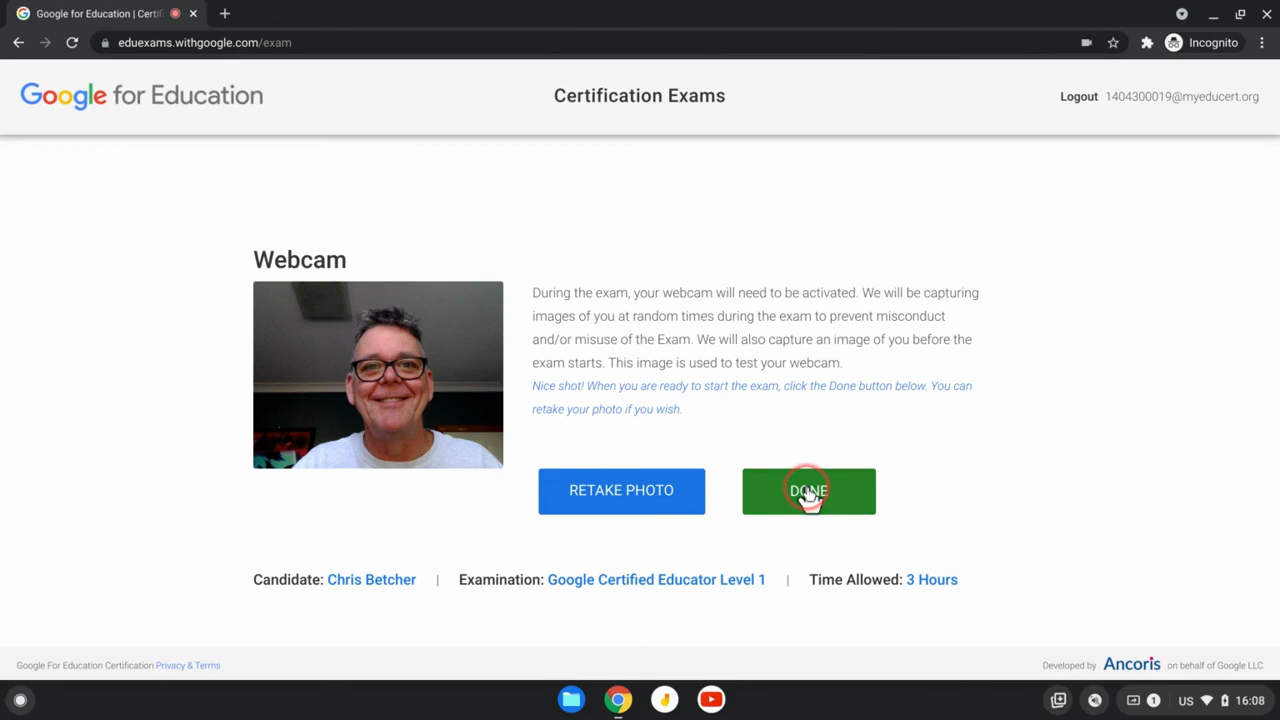 Google for Education | Certif
eduexams.withgoogle.com/exam
Incognito
Google for Education
Certification Exams
Logout 1404300019@myeducert.org
Webcam
During the exam, your webcam will need to be activated. We will be capturing
images of you at random times during the exam to prevent misconduct
and/or misuse of the Exam. We will also capture an image of you before the
exam starts. This image is used to test your webcam.
Nice shot! When you are ready to start the exam, click the Done button below. You can
retake your photo if you wish.
RETAKE PHOTO
DONE
Candidate: Chris Betcher | Examination: Google Certified Educator Level 1 | Time Allowed: 3 Hours
Google For Education Certification Privacy & Terms
Developed by Ancoris on behalf of Google LLC
1 US 16:08